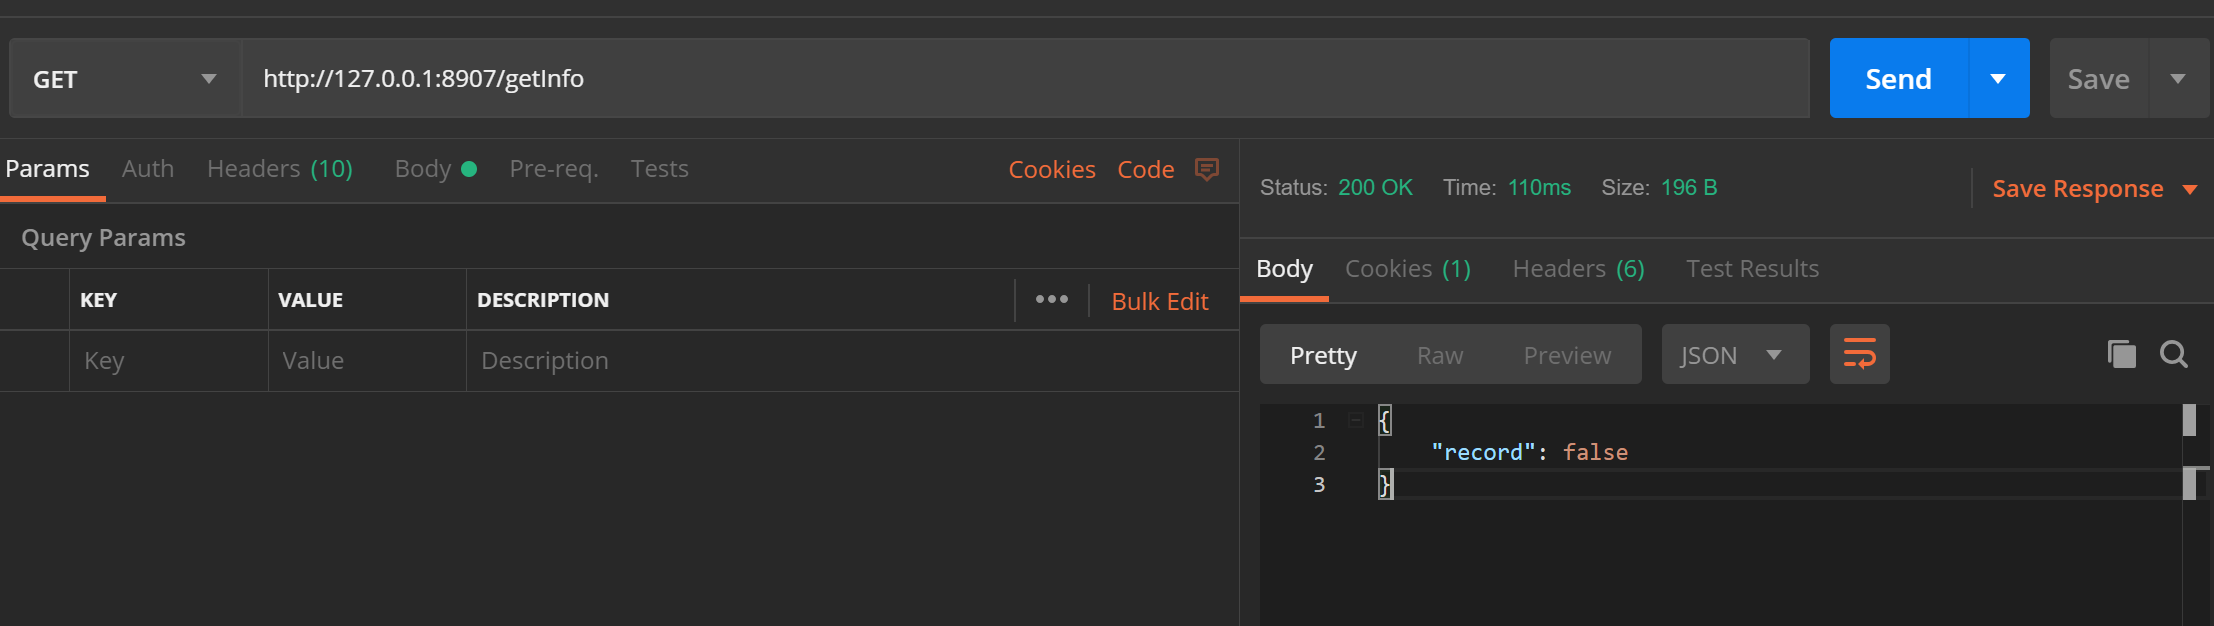 GET http://127.0.0.1:8907/getInfo Send Save
Params Auth Headers (10) Body Pre-req. Tests Cookies Code
Query Params
KEY VALUE DESCRIPTION Bulk Edit
Key Value Description
Status: 200 OK Time: 110ms Size: 196 B Save Response
Body Cookies (1) Headers (6) Test Results
Pretty Raw Preview JSON
1 {
2 "record": false
3 }